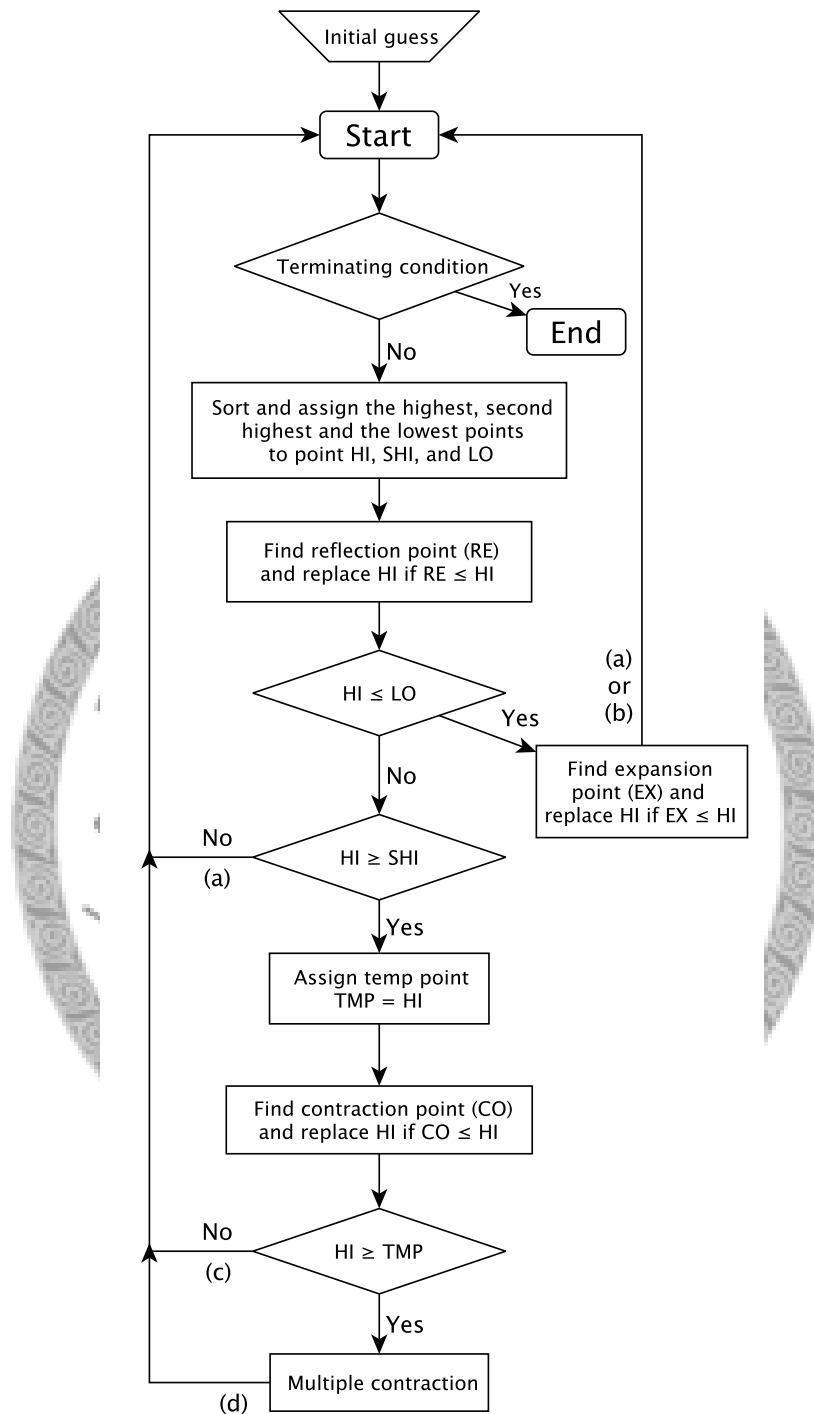 Initial guess
Start
Terminating condition
Yes
End
No
Sort and assign the highest, second
highest and the lowest points
to point HI, SHI, and LO
Find reflection point (RE)
and replace HI if RE ≤ HI
HI ≤ LO
Yes
(a)
or
(b)
Find expansion
point (EX) and
replace HI if EX ≤ HI
No
HI ≥ SHI
No
(a)
Yes
Assign temp point
TMP = HI
Find contraction point (CO)
and replace HI if CO ≤ HI
HI ≥ TMP
No
(c)
Yes
Multiple contraction
(d)